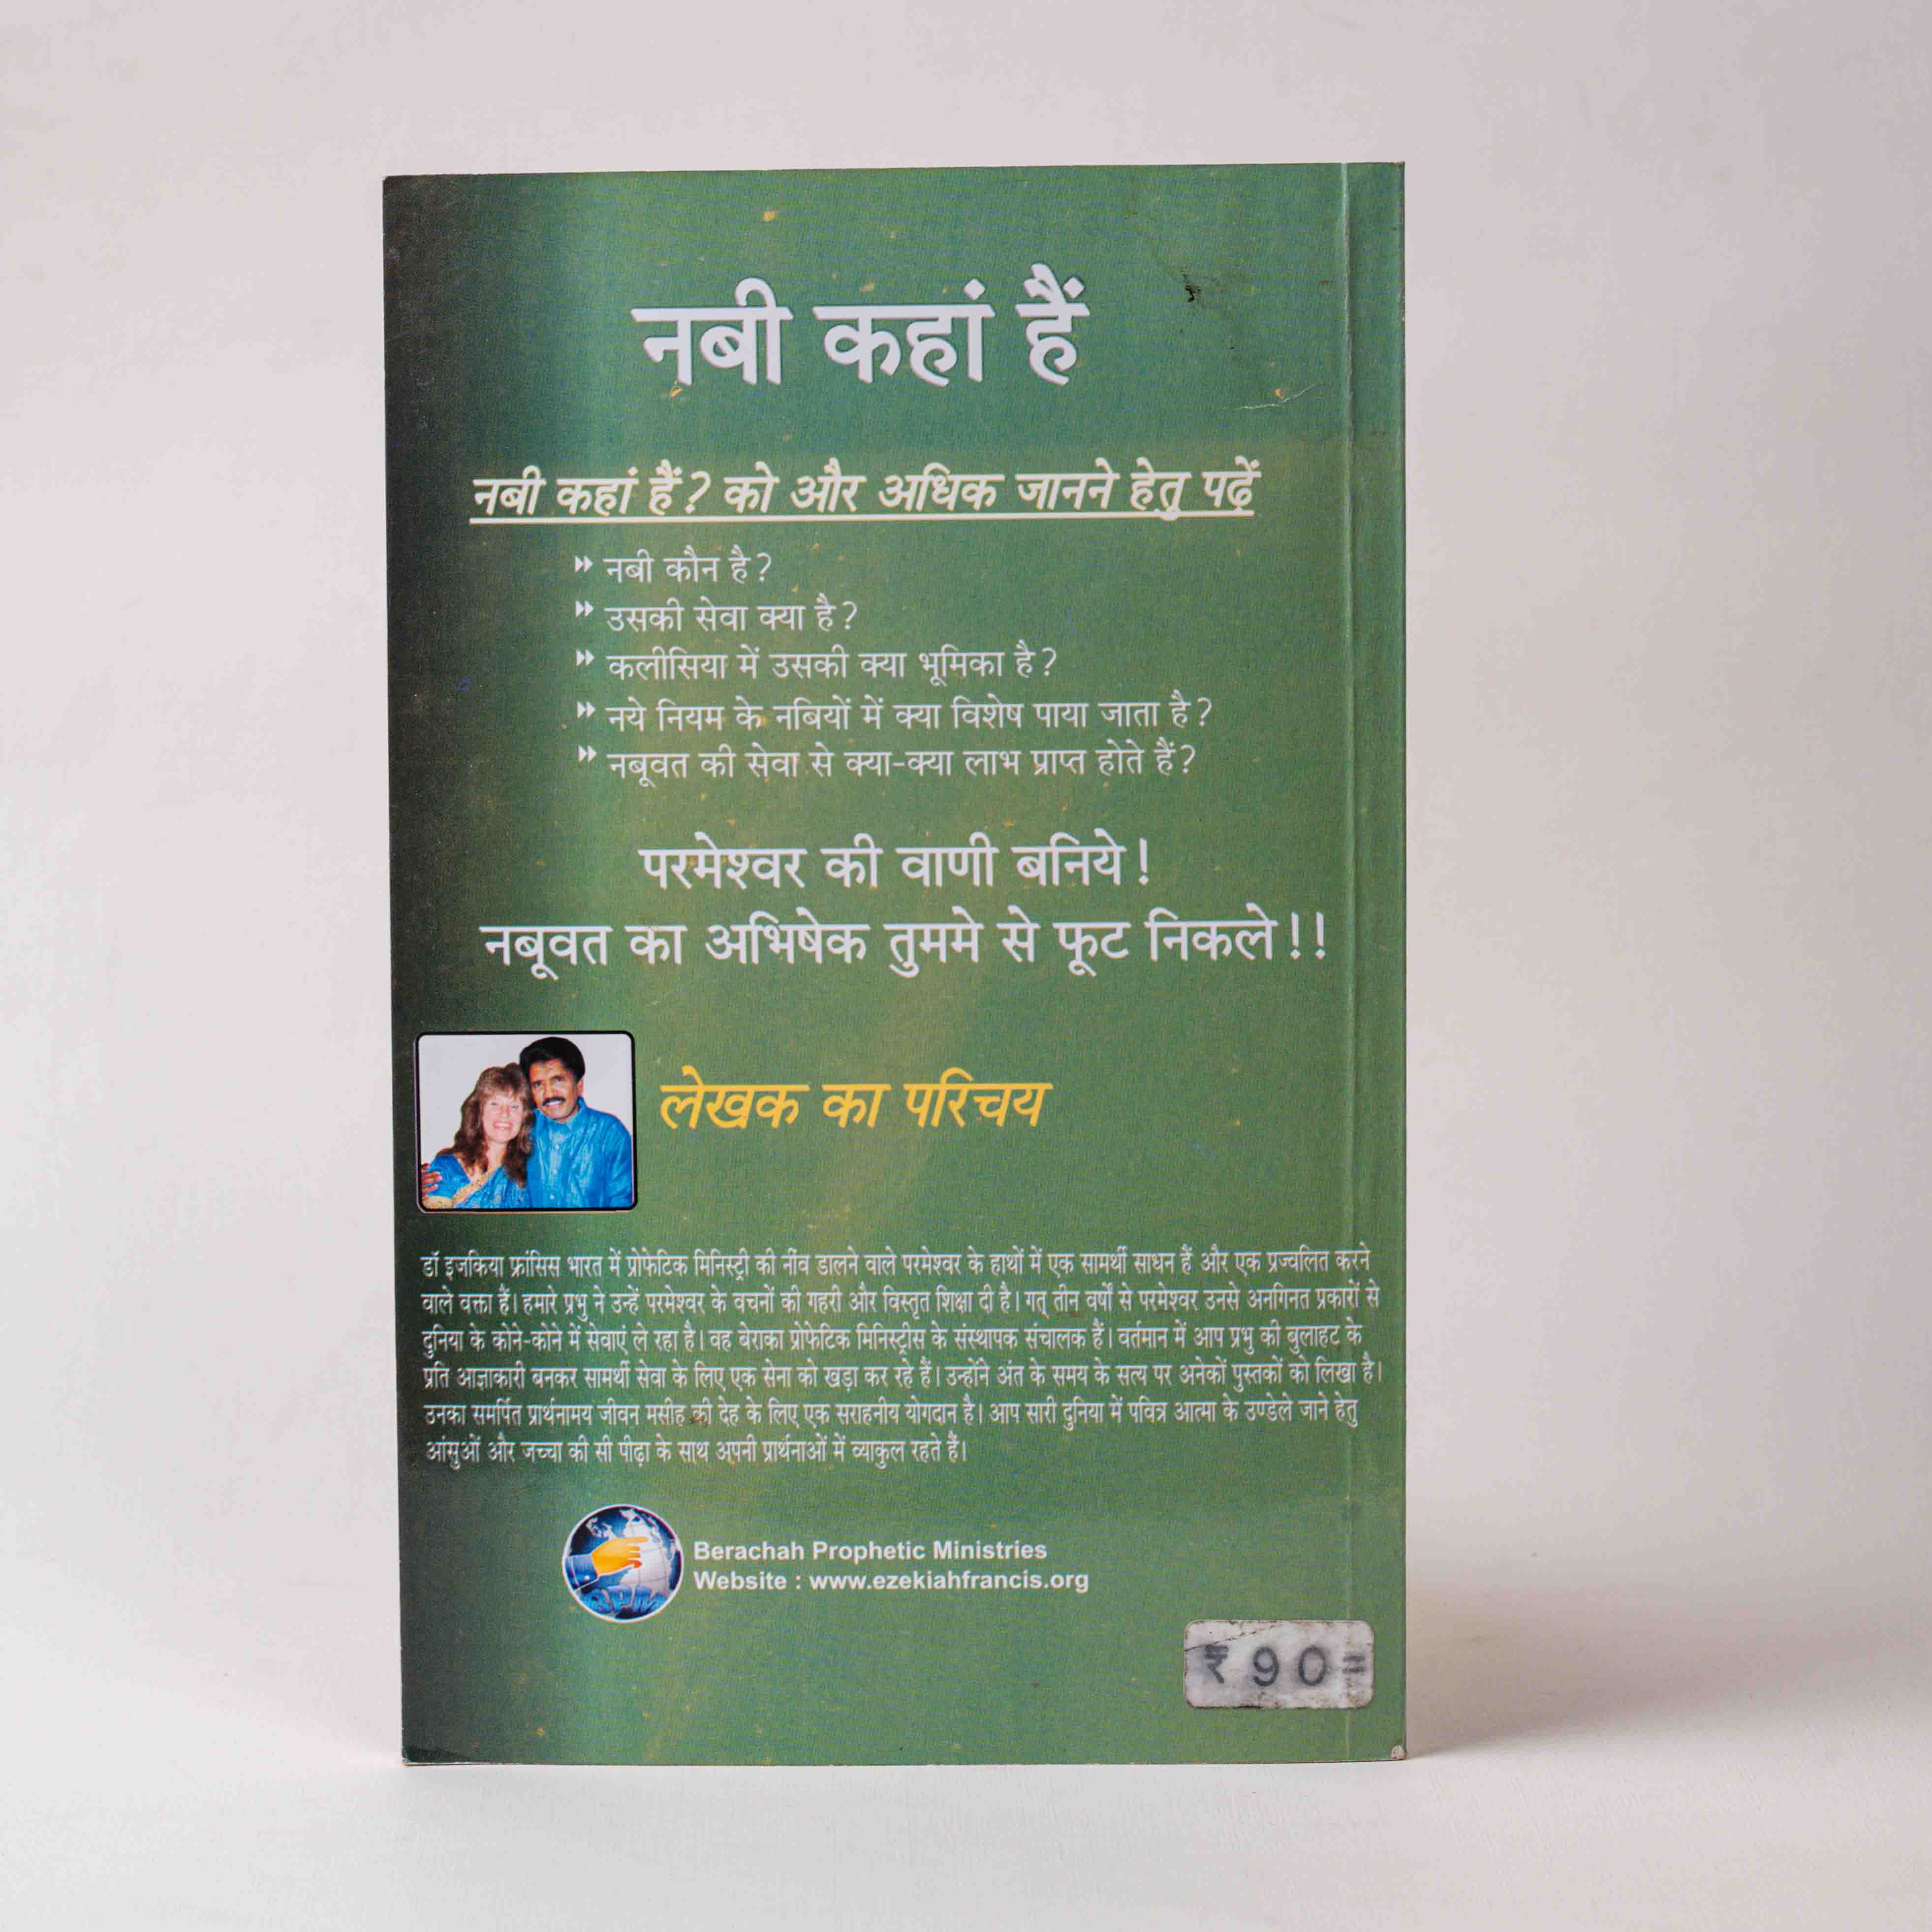 नबी कहां हैं
नबी कहां हैं? को और अधिक जानने हेतु पढ़ें
» नबी कौन है?
» उसकी सेवा क्या है?
» कलीसिया में उसकी क्या भूमिका है?
» नये नियम के नबियों में क्या विशेष पाया जाता है?
» नबूवत की सेवा से क्या-क्या लाभ प्राप्त होते हैं?
परमेश्वर की वाणी बनिये!
नबूवत का अभिषेक तुममे से फूट निकले!!
लेखक का परिचय
डॉ इजकिया फ्रांसिस भारत में प्रोफेटिक मिनिस्ट्री की नींव डालने वाले परमेश्वर के हाथों में एक सामर्थी साधन हैं और एक प्रज्वलित करने
वाले वक्ता हैं। हमारे प्रभु ने उन्हें परमेश्वर के वचनों की गहरी और विस्तृत शिक्षा दी है। गत् तीन वर्षों से परमेश्वर उनसे अनगिनत प्रकारों से
दुनिया के कोने-कोने में सेवाएं ले रहा है। वह बेराका प्रोफेटिक मिनिस्ट्रीस के संस्थापक संचालक हैं। वर्तमान में आप प्रभु की बुलाहट के
प्रति आज्ञाकारी बनकर सामर्थी सेवा के लिए एक सेना को खड़ा कर रहे हैं। उन्होंने अंत के समय के सत्य पर अनेकों पुस्तकों को लिखा है।
उनका समर्पित प्रार्थनामय जीवन मसीह की देह के लिए एक सराहनीय योगदान है। आप सारी दुनिया में पवित्र आत्मा के उण्डेले जाने हेतु
आंसुओं और जच्चा की सी पीढ़ा के साथ अपनी प्रार्थनाओं में व्याकुल रहते हैं।
BPM
Berachah Prophetic Ministries
Website : www.ezekiahfrancis.org
₹ 90=